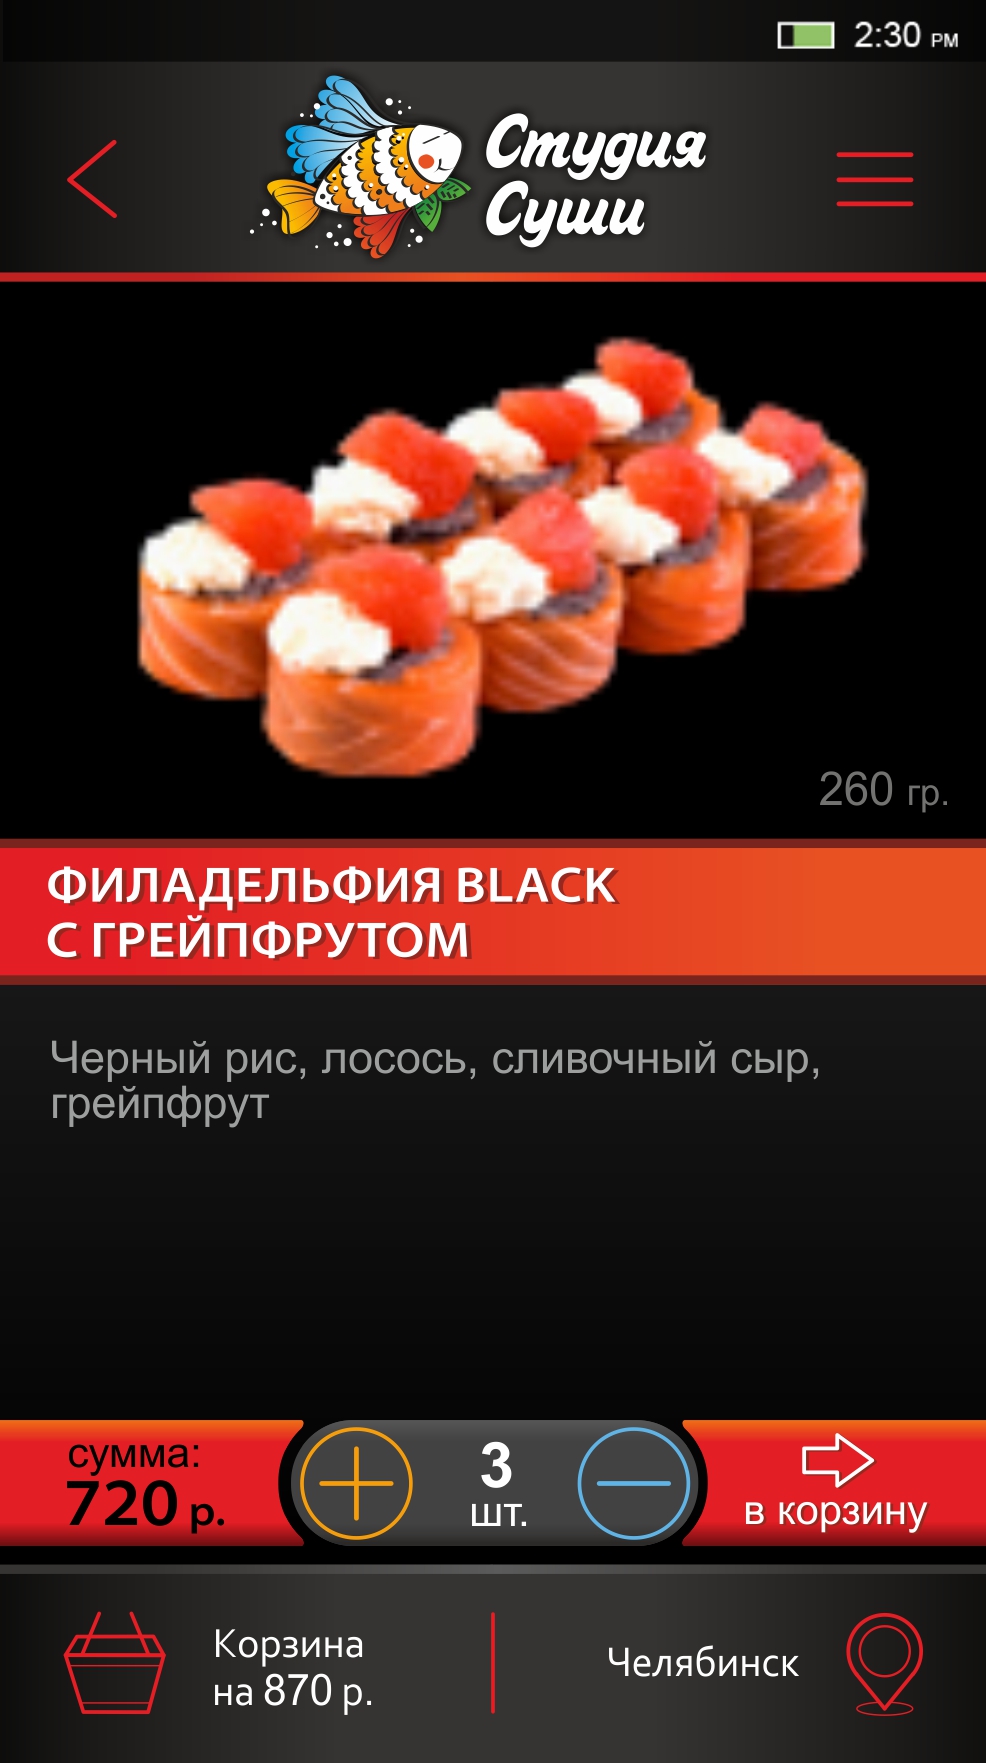 2:30 PM
Студия
Суши
260 гр.
ФИЛАДЕЛЬФИЯ BLACK
С ГРЕЙПФРУТОМ
Черный рис, лосось, сливочный сыр,
грейпфрут
сумма:
720 р.
3
шт.
в корзину
Корзина
на 870 р.
Челябинск